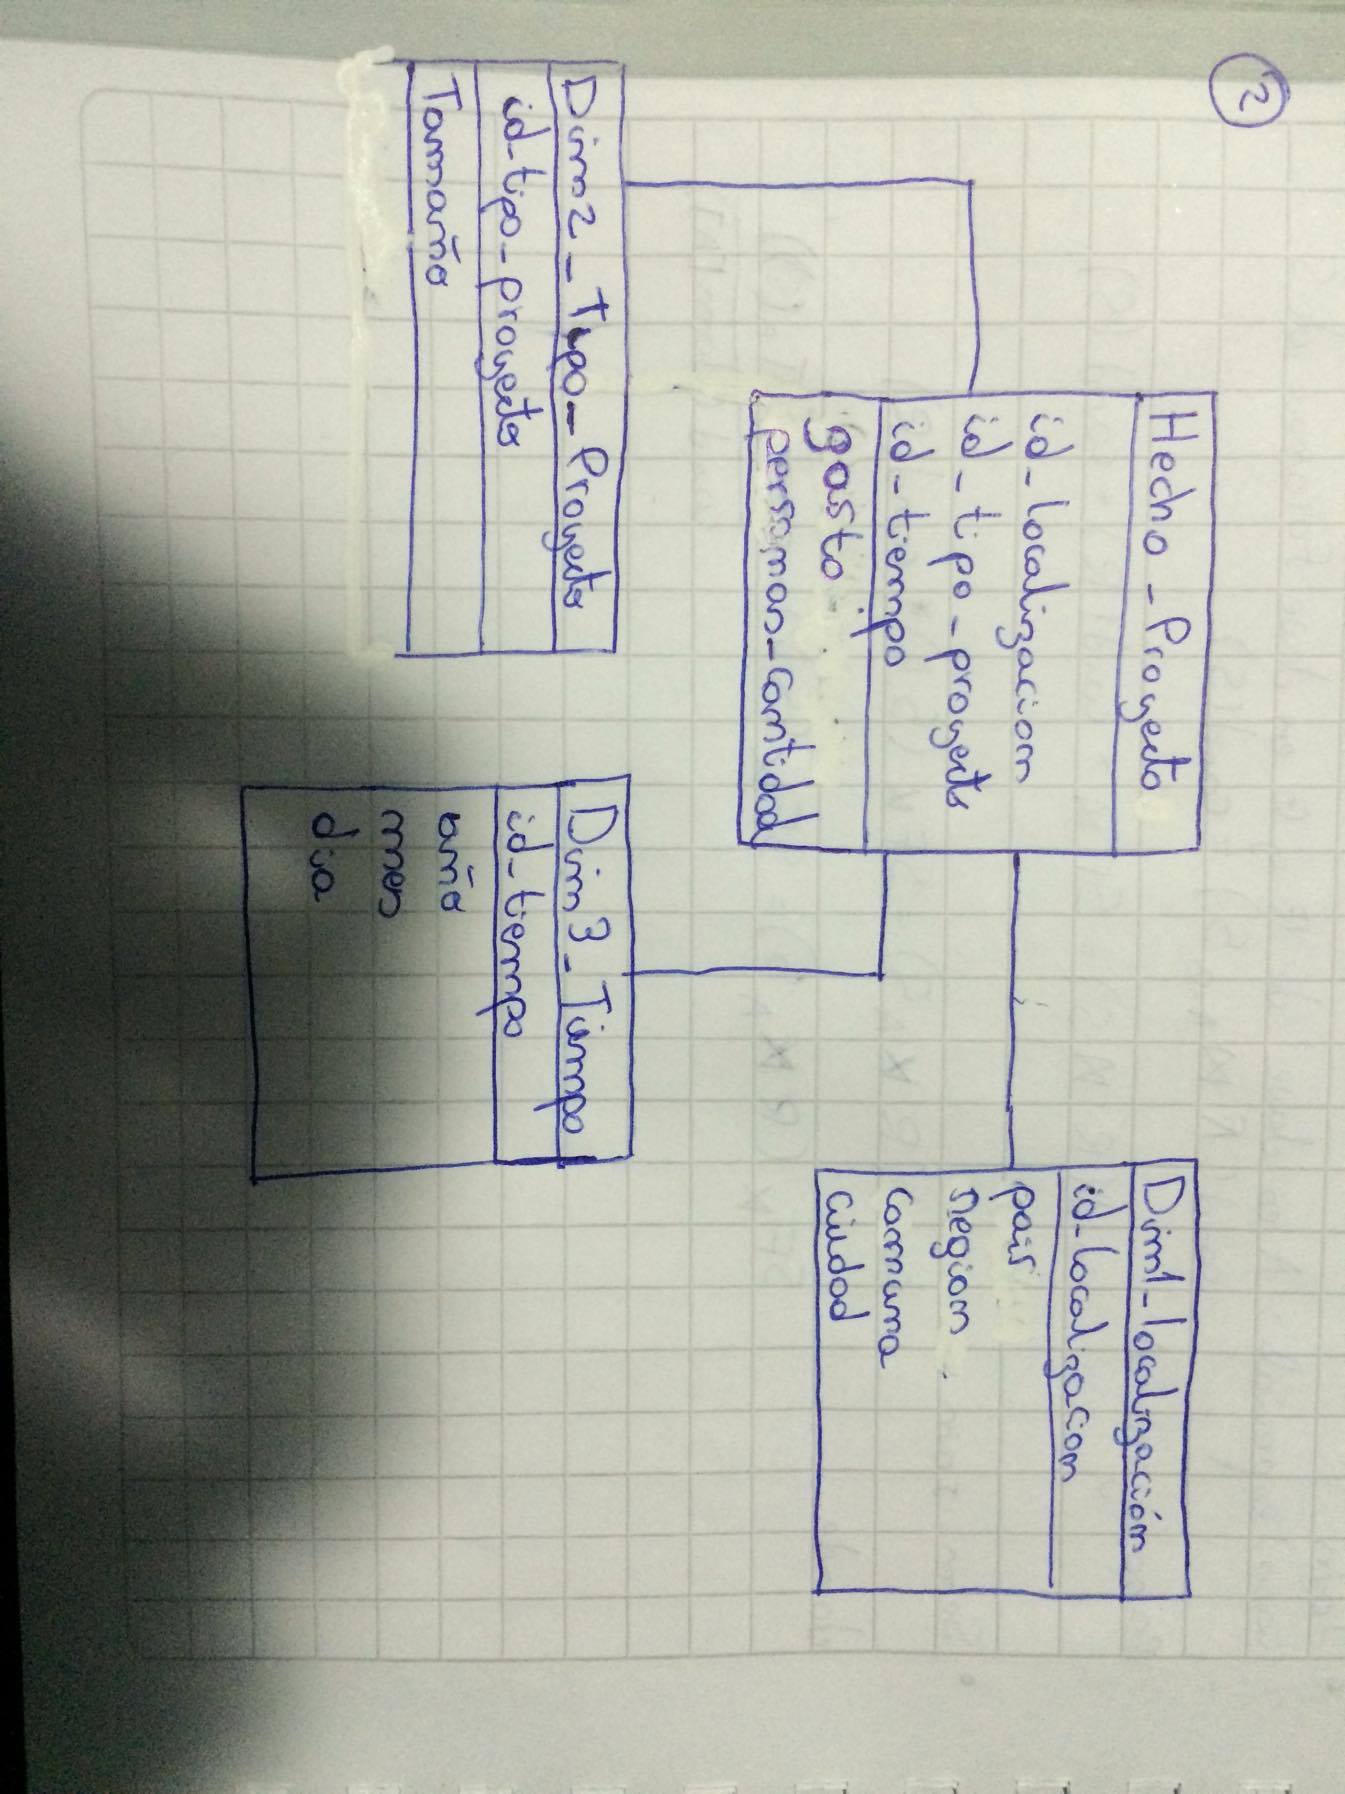 2
Hecho_Proyecto
id_localizacion
id_tipo_proyecto
id_tiempo
gasto
personas_cantidad
Dim1_localización
id_localizacion
pais
region
comuna
ciudad
Dim2_Tipo_Proyecto
id_tipo_proyecto
Tamaño
Dim3_Tiempo
id_tiempo
año
mes
dia